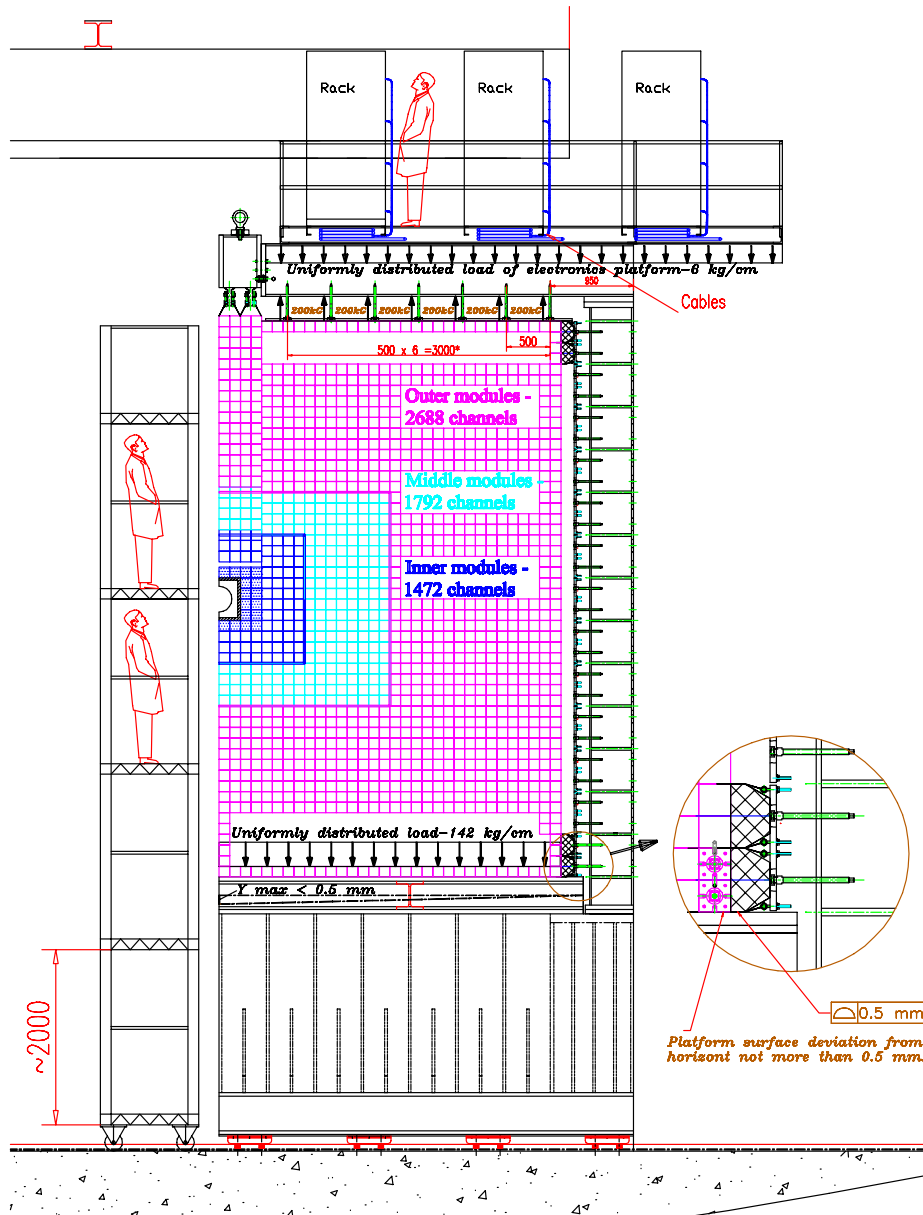 Rack
Rack
Rack
Uniformly distributed load of electronics platform-6 kg/cm
950
Cables
200kG
200kG
200kG
200kG
200kG
200kG
500
500 x 6 =3000*
Outer modules -
2688 channels
Middle modules -
1792 channels
Inner modules -
1472 channels
Uniformly distributed load-142 kg/cm
Y max < 0.5 mm
~2000
0.5 mm
Platform surface deviation from
horizont not more than 0.5 mm.